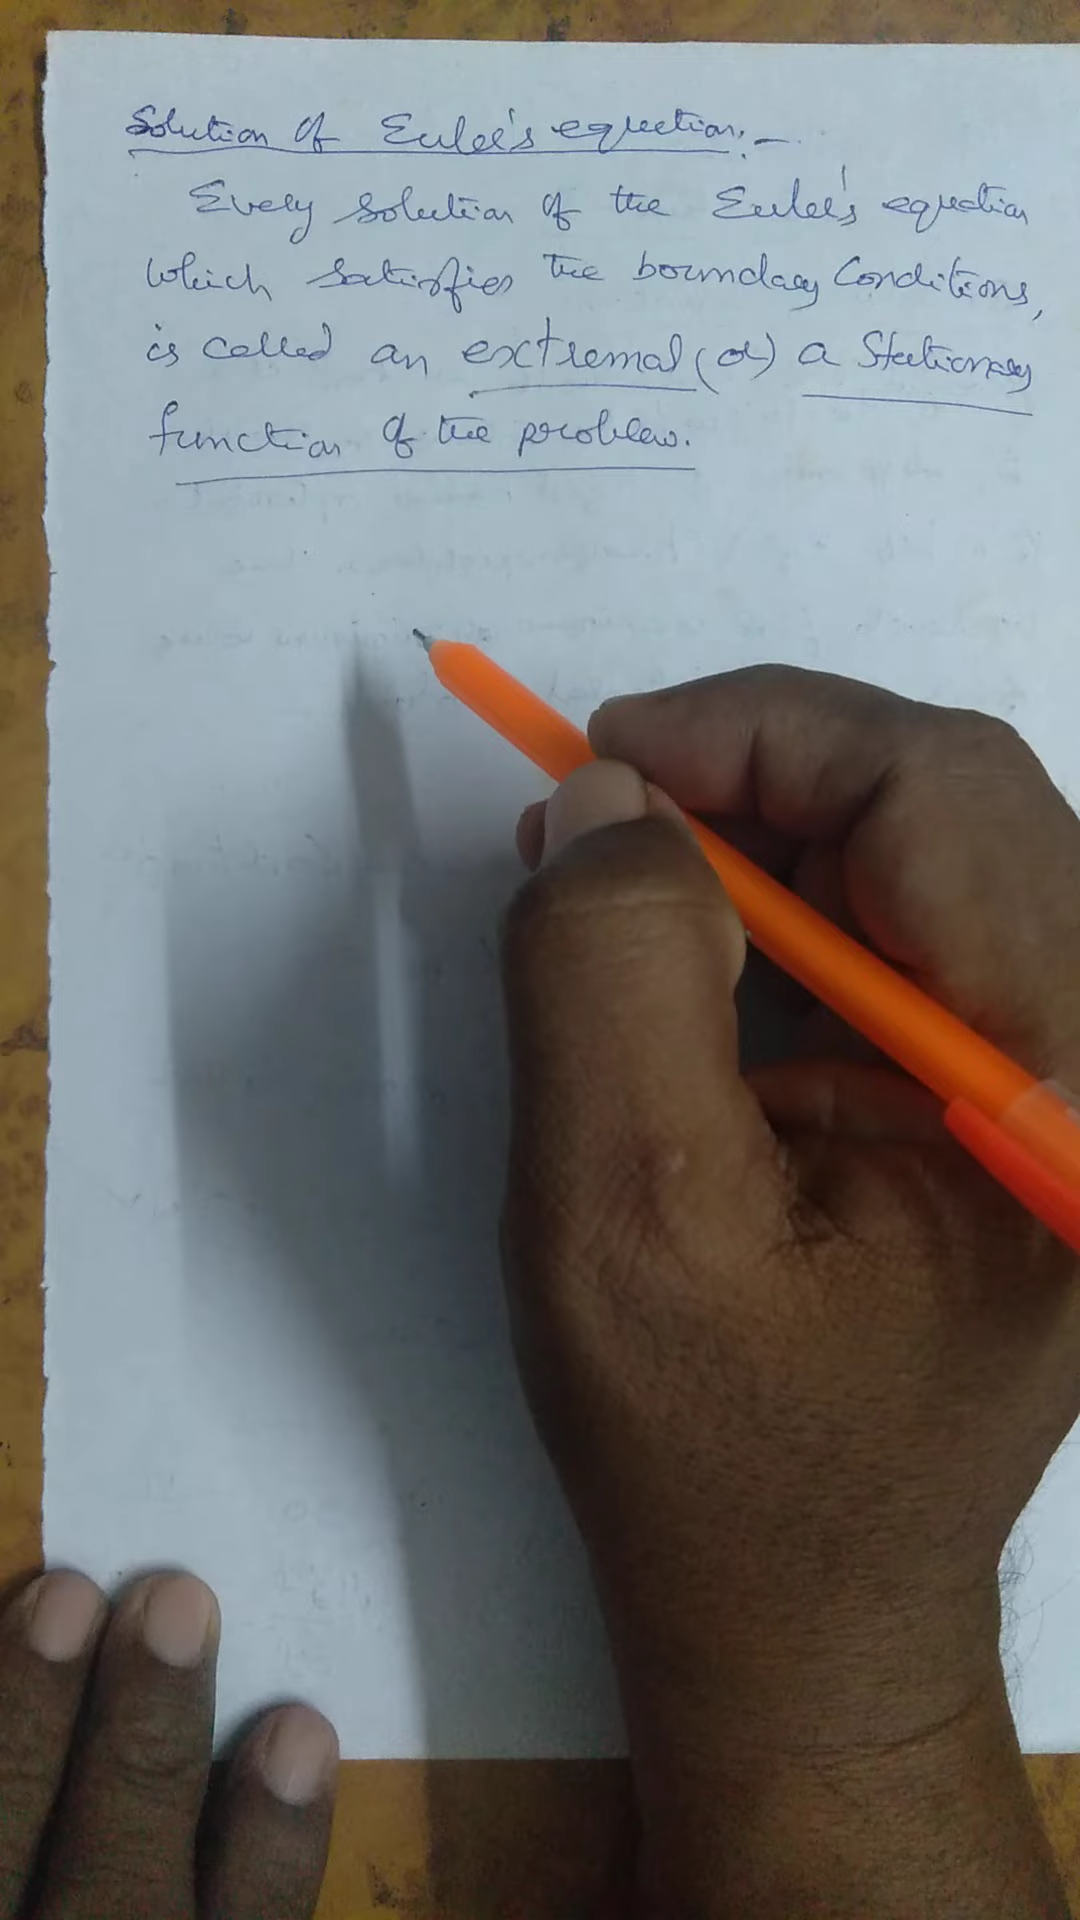 Solution of Euler's equation:-
Every solution of the Euler's equation
which satisfies the boundary Conditions,
is called an extremal (or) a Stationary
function of the problem.